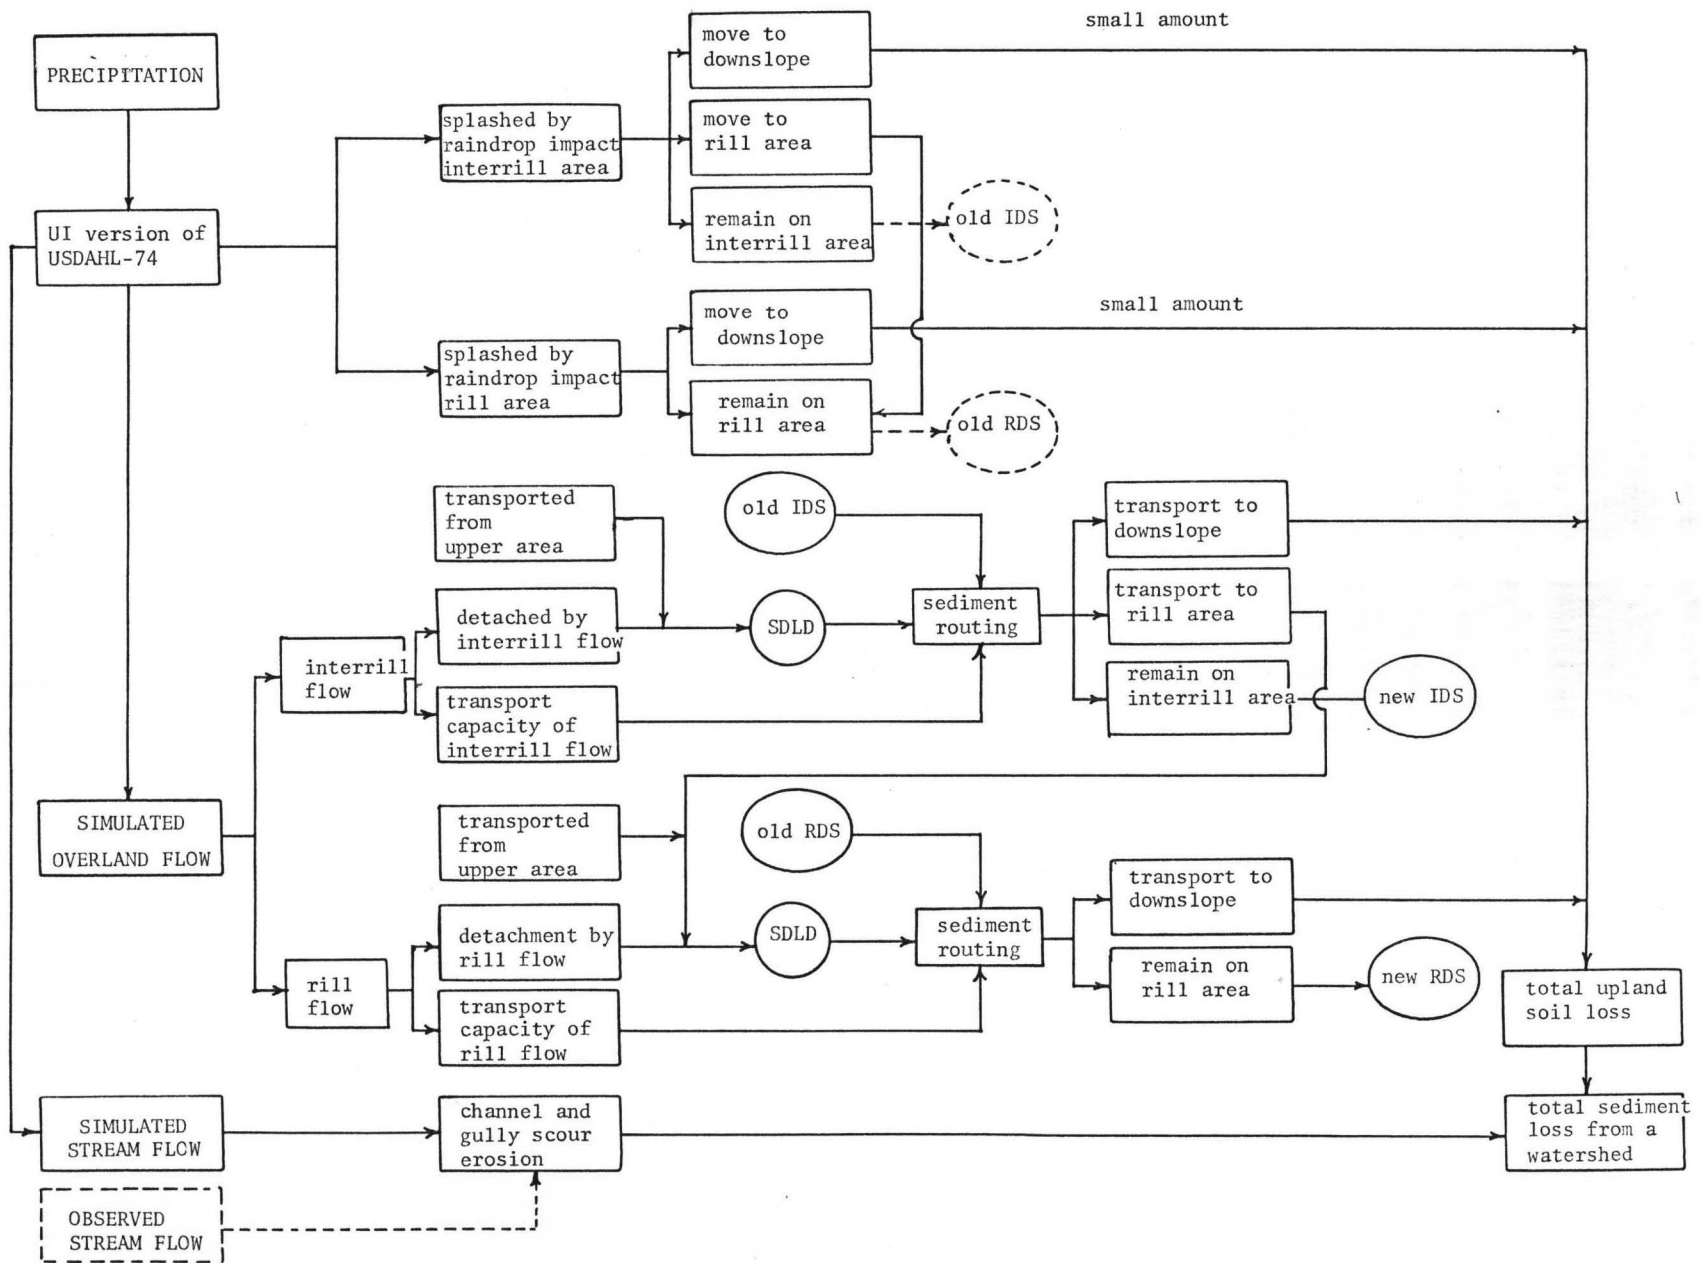 small amount
PRECIPITATION
move to
downslope
splashed by
raindrop impact
interrill area
move to
rill area
remain on
interrill area
old IDS
UI version of
USDAHL-74
move to
downslope
small amount
splashed by
raindrop impact
rill area
remain on
rill area
old RDS
transported
from
upper area
old IDS
transport to
downslope
detached by
interrill flow
SDLD
sediment
routing
transport to
rill area
interrill
flow
transport
capacity of
interrill flow
remain on
interrill area
new IDS
SIMULATED
OVERLAND FLOW
transported
from
upper area
old RDS
transport to
downslope
detachment by
rill flow
SDLD
sediment
routing
remain on
rill area
new RDS
rill
flow
transport
capacity of
rill flow
total upland
soil loss
SIMULATED
STREAM FLOW
channel and
gully scour
erosion
total sediment
loss from a
watershed
OBSERVED
STREAM FLOW